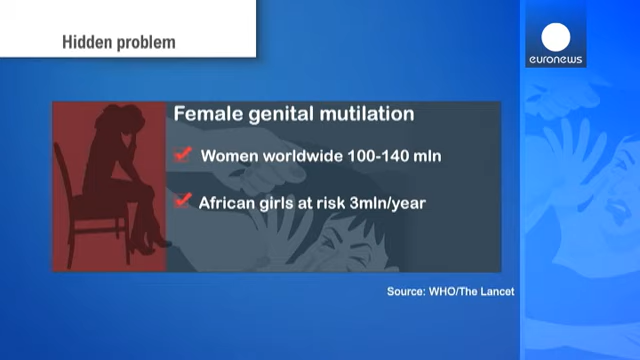 Hidden problem
euronews
Female genital mutilation
Women worldwide 100-140 mln
African girls at risk 3mln/year
Source: WHO/The Lancet